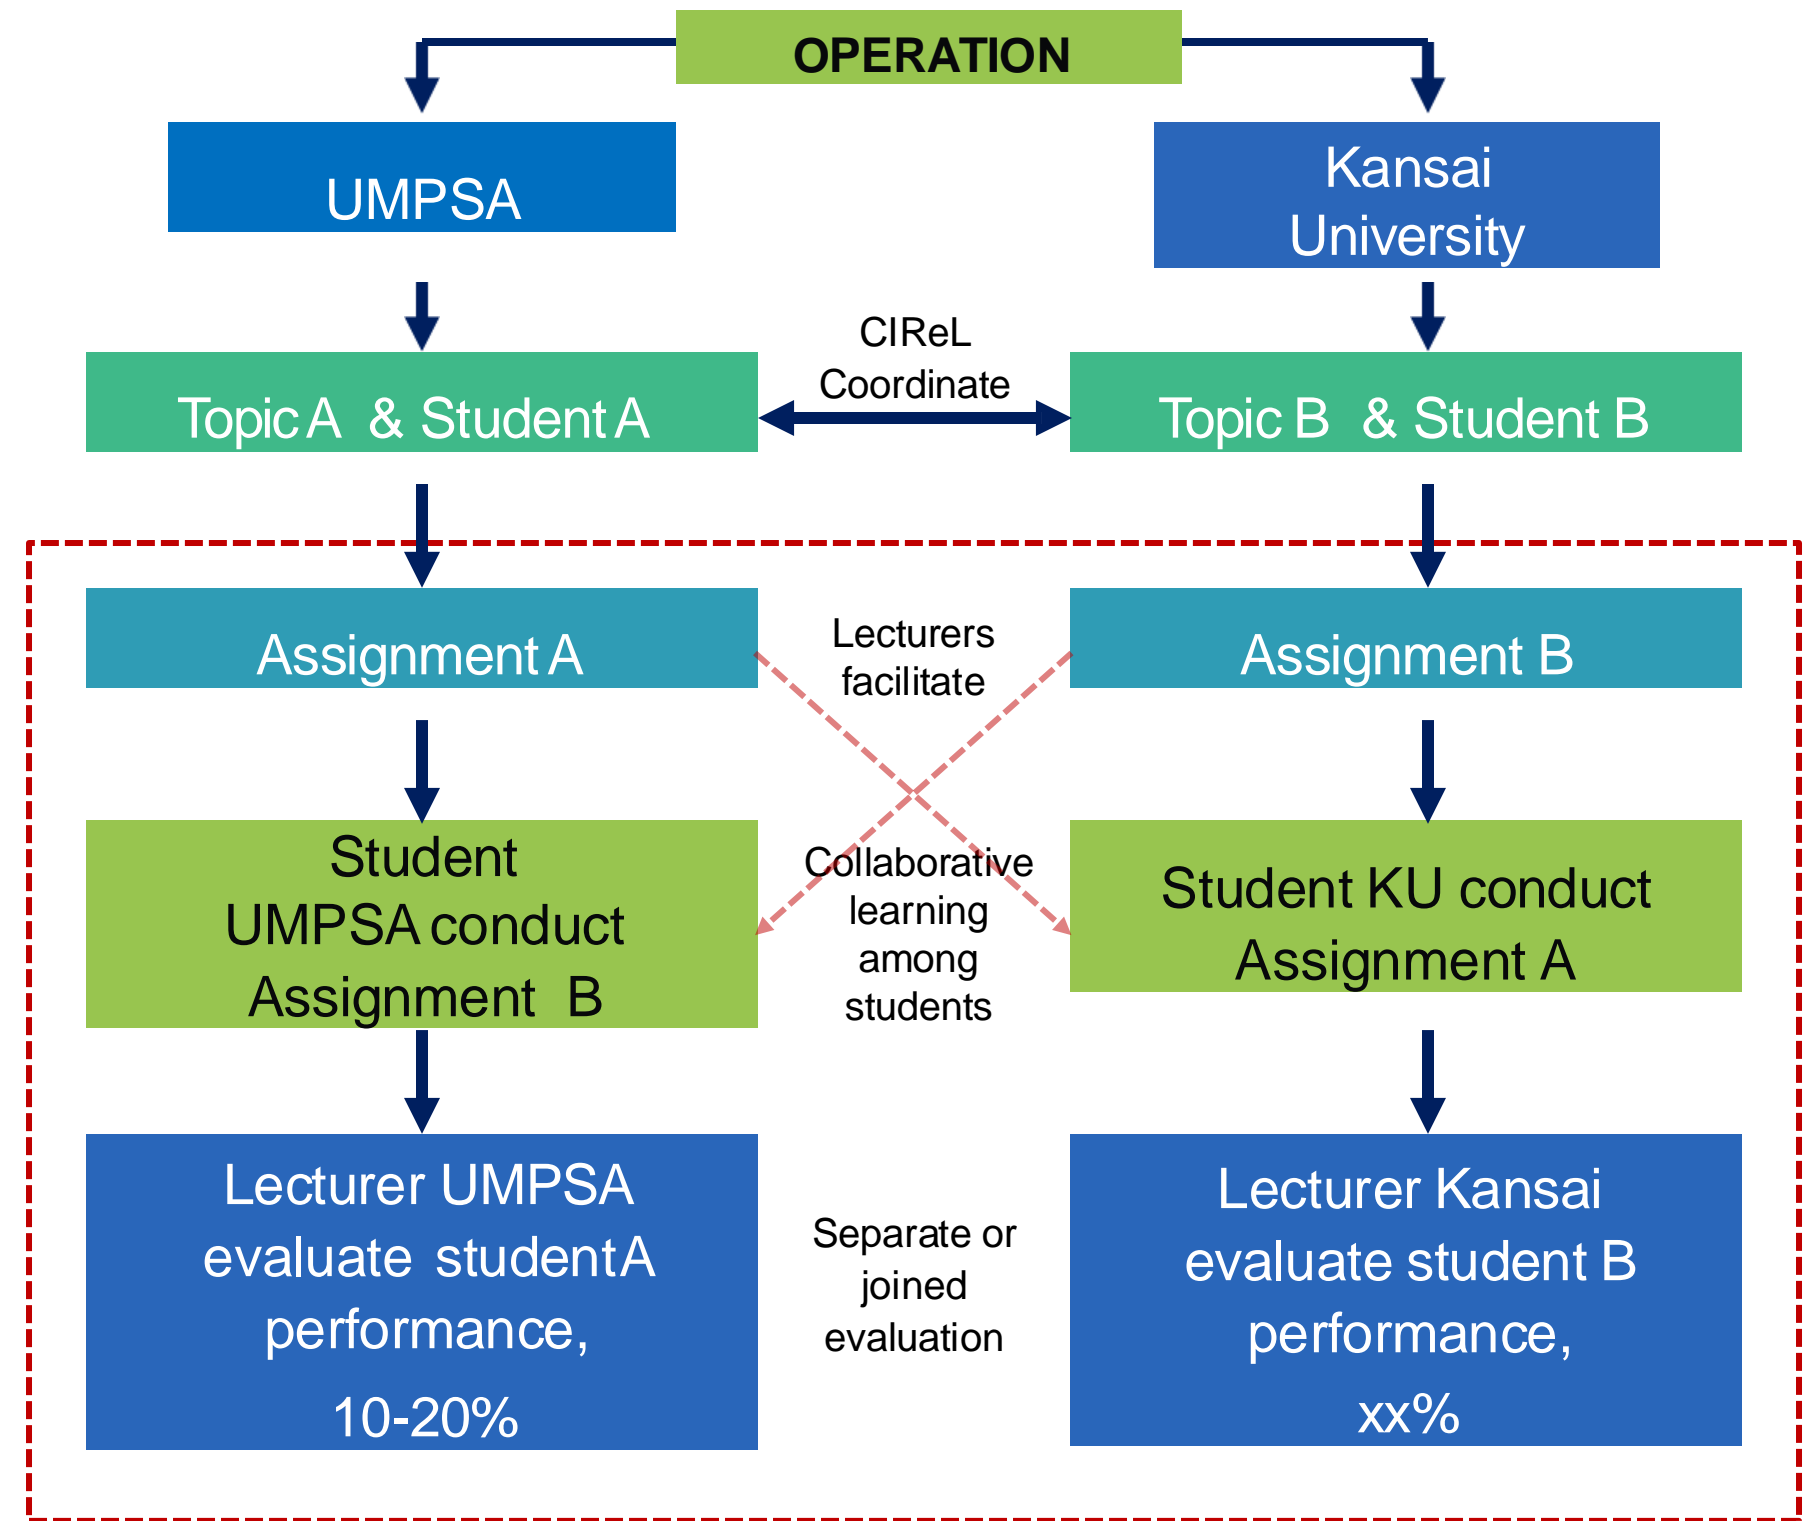 OPERATION
UMPSA
Kansai
University
CIReL
Coordinate
Topic A & Student A
Topic B & Student B
Assignment A
Lecturers
facilitate
Assignment B
Student
UMPSA conduct
Assignment B
Collaborative
learning
among
students
Student KU conduct
Assignment A
Lecturer UMPSA
evaluate student A
performance,
10-20%
Separate or
joined
evaluation
Lecturer Kansai
evaluate student B
performance,
xx%